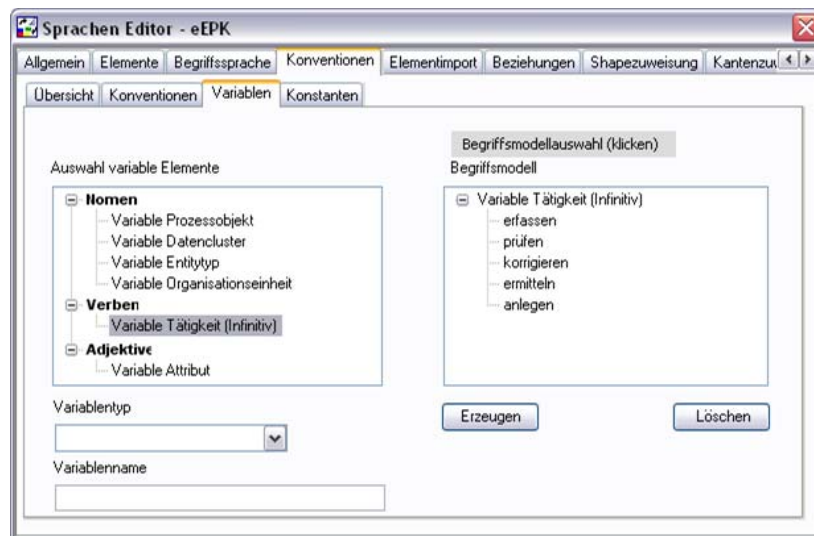 Sprachen Editor - eEPK
Allgemein Elemente Begriffssprache Konventionen Elementimport Beziehungen Shapezuweisung
Übersicht Konventionen Variablen Konstanten
Begriffsmodellauswahl (klicken)
Auswahl variable Elemente
Begriffsmodell
Nomen
Variable Prozessobjekt
Variable Datencluster
Variable Entitytyp
Variable Organisationseinheit
Verben
Variable Tätigkeit (Infinitiv)
Adjektive
Variable Attribut
Variable Tätigkeit (Infinitiv)
erfassen
prüfen
korrigieren
ermitteln
anlegen
Variablentyp
Erzeugen Löschen
Variablenname